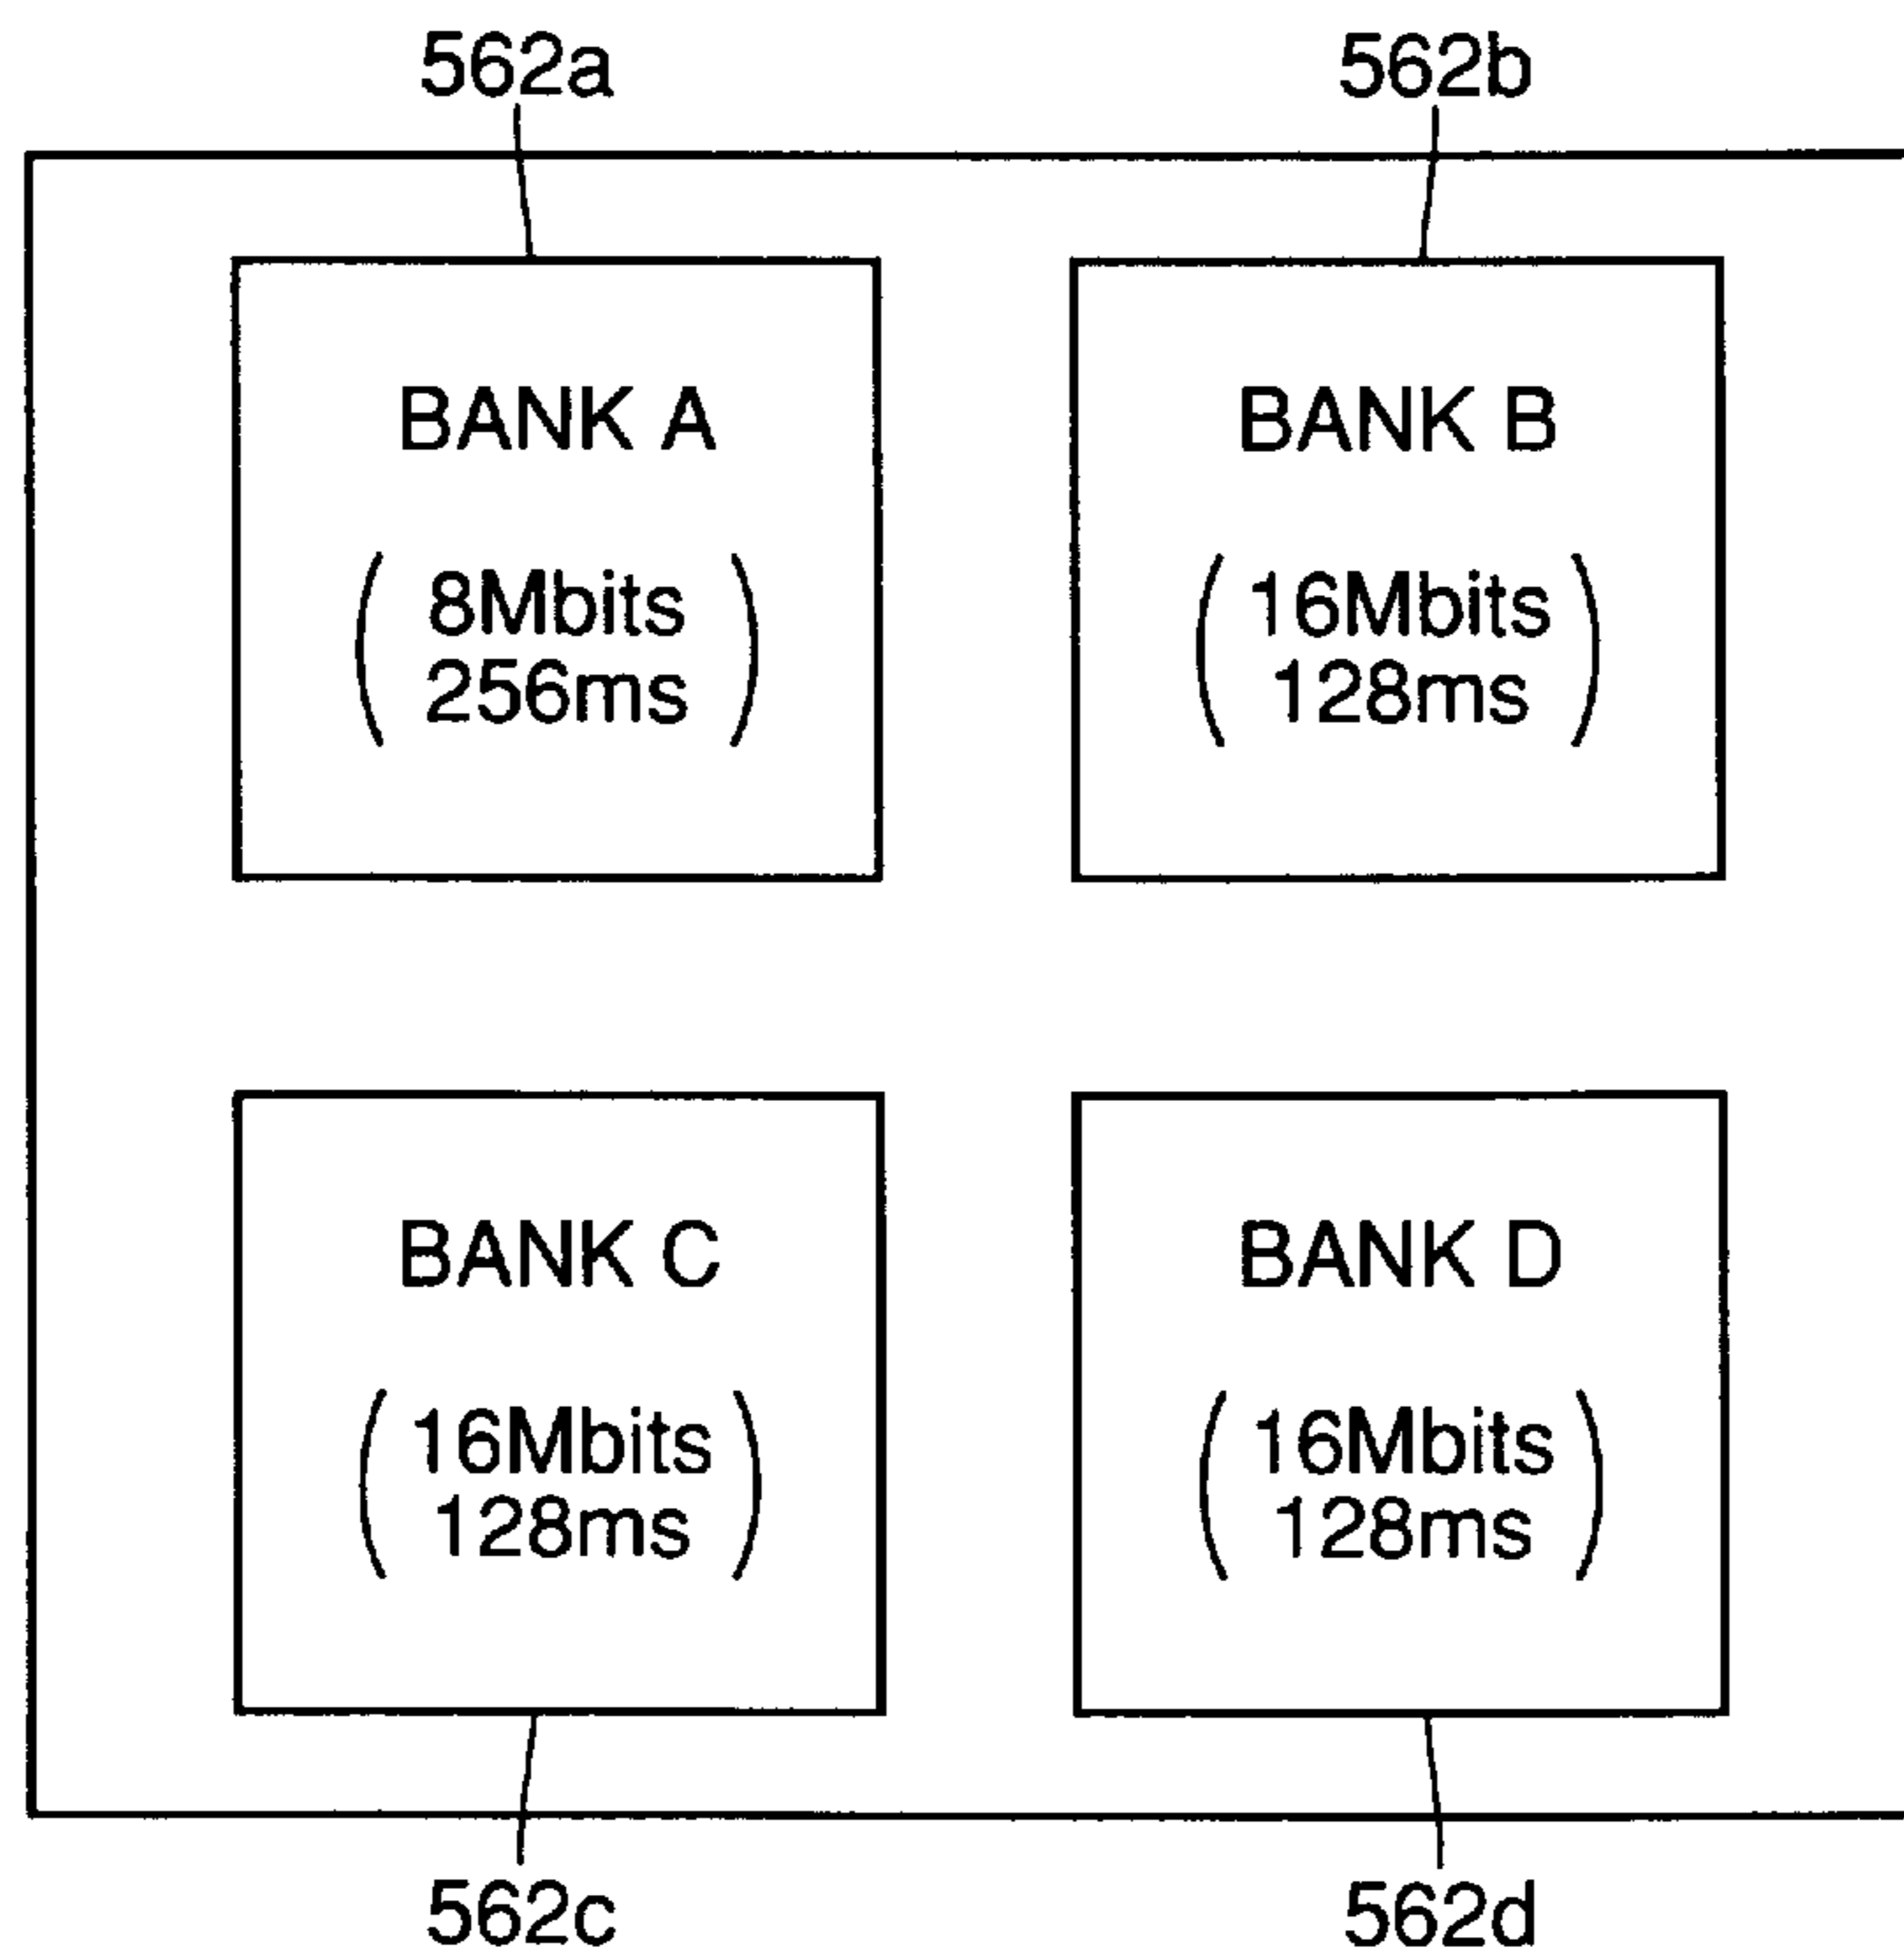 562a
562b
BANK A
8Mbits
256ms
BANK B
16Mbits
128ms
BANK C
16Mbits
128ms
BANK D
16Mbits
128ms
562c
562d